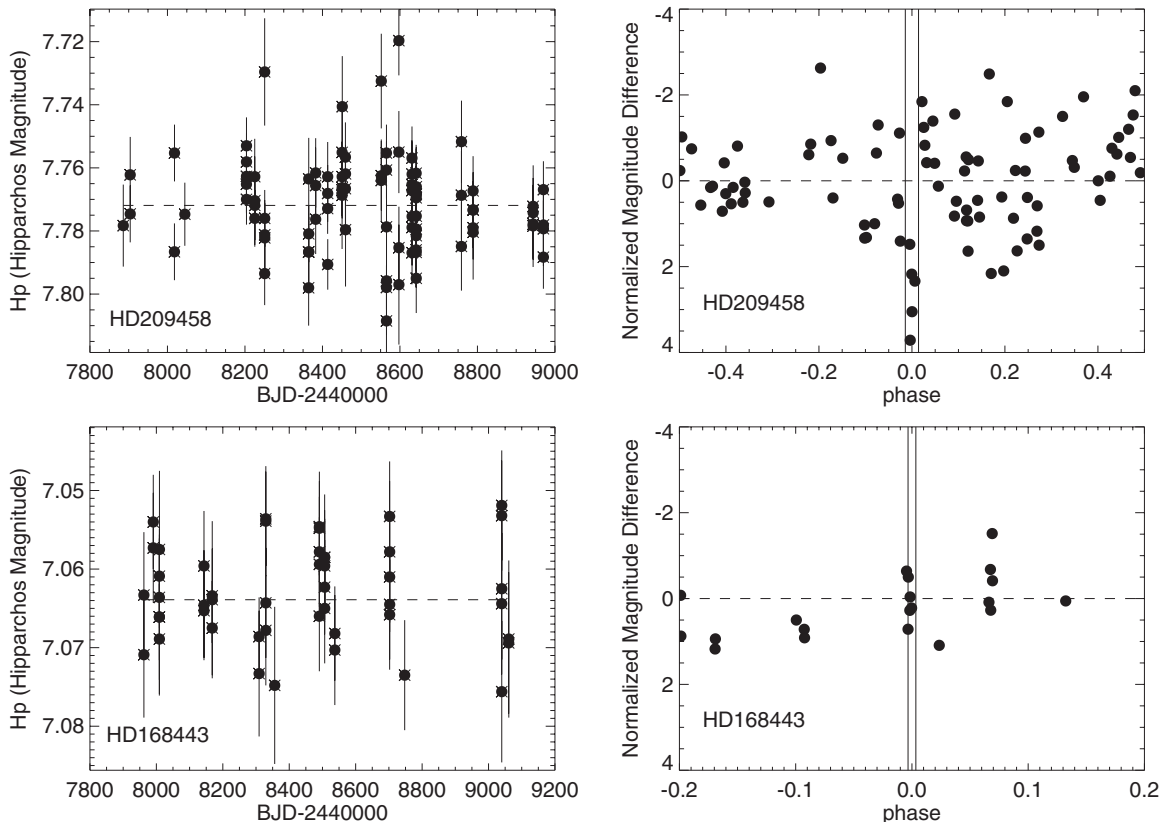 Hp (Hipparchos Magnitude)
7.72
7.74
7.76
7.78
7.80
HD209458
7800 8000 8200 8400 8600 8800 9000
BJD-2440000
Normalized Magnitude Difference
-4
-2
0
2
4
HD209458
-0.4 -0.2 0.0 0.2 0.4
phase
Hp (Hipparchos Magnitude)
7.05
7.06
7.07
7.08
HD168443
7800 8000 8200 8400 8600 8800 9000 9200
BJD-2440000
Normalized Magnitude Difference
-4
-2
0
2
4
HD168443
-0.2 -0.1 0.0 0.1 0.2
phase